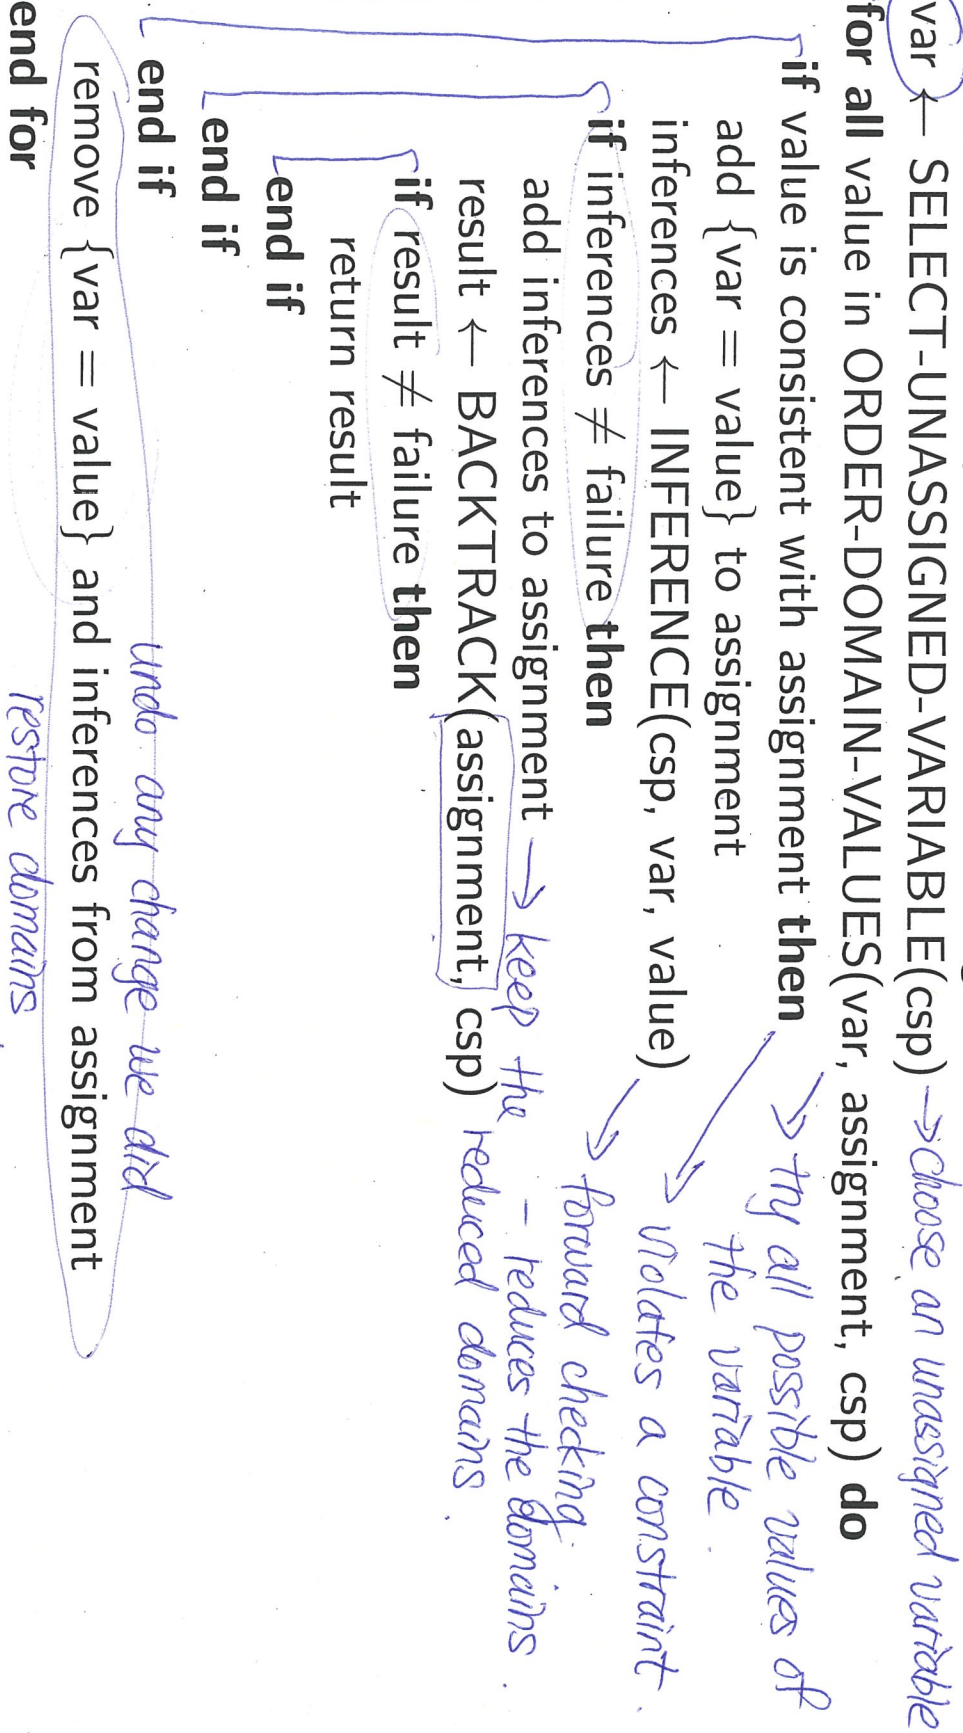 var ← SELECT-UNASSIGNED-VARIABLE(csp) → choose an unassigned variable
for all value in ORDER-DOMAIN-VALUES(var, assignment, csp) do
→ try all possible values of
the variable.
if value is consistent with assignment then
→ violates a constraint.
add {var = value} to assignment
inferences ← INFERENCE(csp, var, value)
→ forward checking.
- reduces the domains.
if inferences ≠ failure then
add inferences to assignment → keep the
reduced domains.
result ← BACKTRACK(assignment, csp)
if result ≠ failure then
return result
end if
end if
end if
undo any change we did
remove {var = value} and inferences from assignment
restore domains.
end for